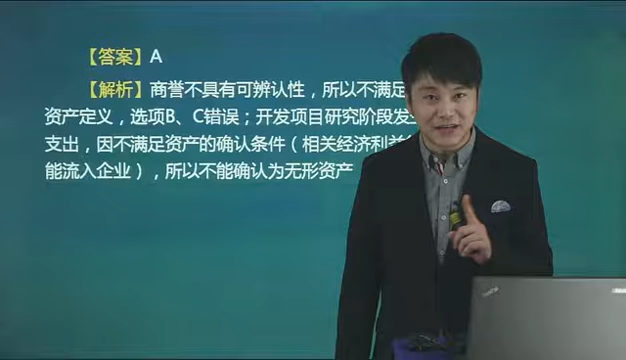 【答案】A
【解析】商誉不具有可辨认性，所以不满足
资产定义，选项B、C错误；开发项目研究阶段发
支出，因不满足资产的确认条件（相关经济利益
能流入企业），所以不能确认为无形资产
ThinkPad